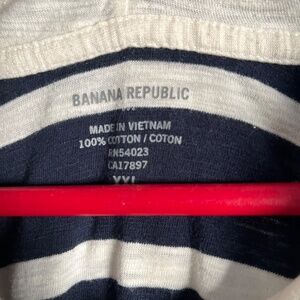 BANANA REPUBLIC
MADE IN VIETNAM
100% COTTON / COTON
RN54023
CA17897
XXL